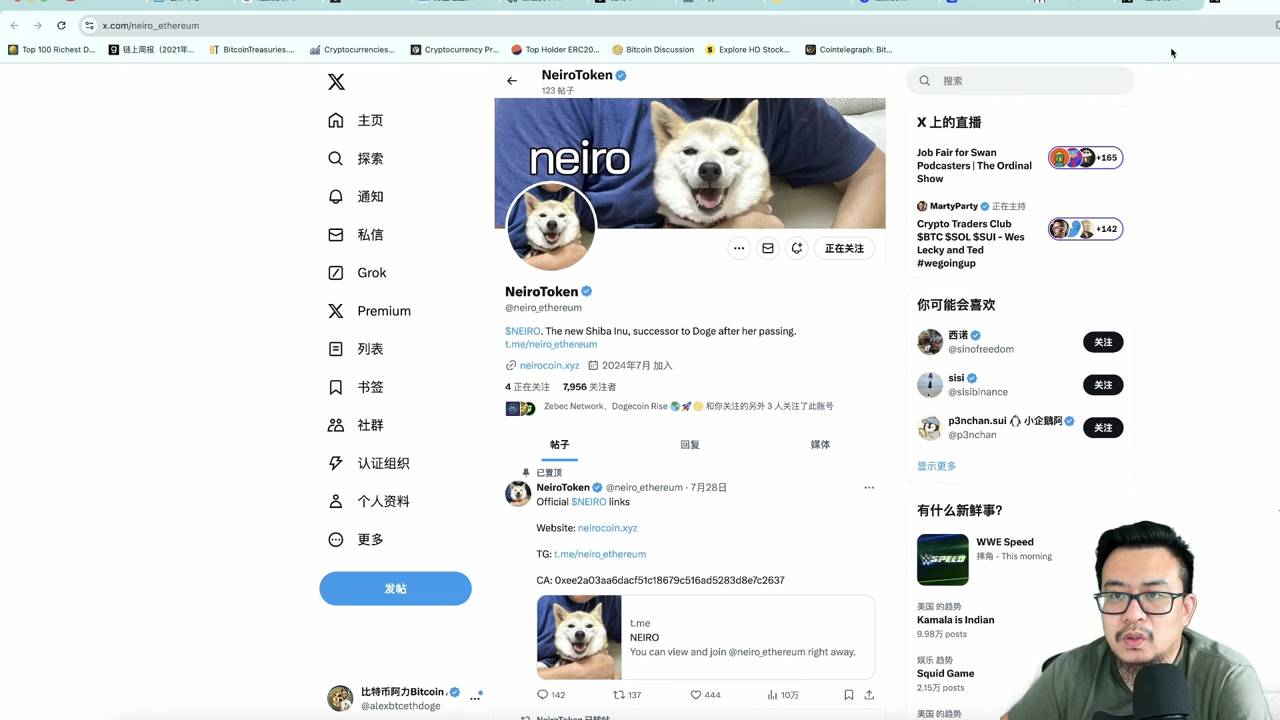 x.com/neiro_ethereum
Top 100 Richest D...
链上周报（2021年...
BitcoinTreasuries....
Cryptocurrencies...
Cryptocurrency Pr...
Top Holder ERC20...
Bitcoin Discussion
Explore HD Stock...
Cointelegraph: Bit...
主页
探索
通知
私信
Grok
Premium
列表
书签
社群
认证组织
个人资料
更多
发帖
比特币阿力Bitcoin
@alexbtcethdoge
NeiroToken
123 帖子
neiro
正在关注
NeiroToken
@neiro_ethereum
$NEIRO. The new Shiba Inu, successor to Doge after her passing.
t.me/neiro_ethereum
neirocoin.xyz 2024年7月 加入
4 正在关注 7,956 关注者
Zebec Network、Dogecoin Rise 🌎🚀🌕 和你关注的另外 3 人关注了此账号
帖子 回复 媒体
已置顶
NeiroToken @neiro_ethereum · 7月28日
Official $NEIRO links
Website: neirocoin.xyz
TG: t.me/neiro_ethereum
CA: 0xee2a03aa6dacf51c18679c516ad5283d8e7c2637
t.me
NEIRO
You can view and join @neiro_ethereum right away.
142 137 444 10万
NeiroToken 已转帖
搜索
X 上的直播
Job Fair for Swan
Podcasters | The Ordinal
Show
+165
MartyParty 正在主持
Crypto Traders Club
$BTC $SOL $SUI - Wes
Lecky and Ted
#wegoingup
+142
你可能会喜欢
西诺
@sinofreedom
关注
sisi
@sisibinance
关注
p3nchan.sui 🐧 小企鵝阿
@p3nchan
关注
显示更多
有什么新鲜事？
WWE Speed
摔角 · This morning
SPEED
美国 的趋势
Kamala is Indian
9.98万 posts
娱乐 趋势
Squid Game
2.15万 posts
美国 的趋势